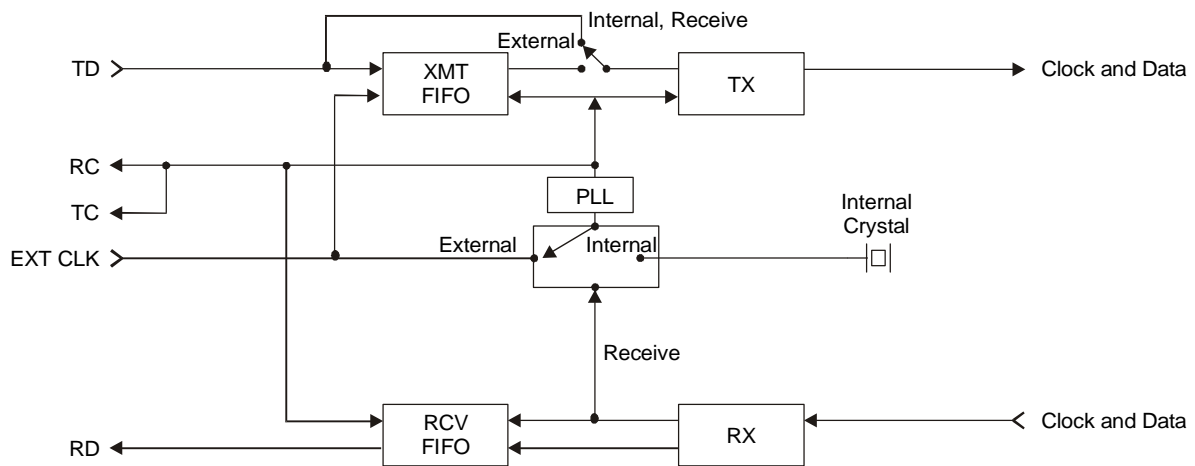 Internal, Receive
External
TD
XMT
FIFO
TX
Clock and Data
RC
PLL
TC
Internal
Crystal
External
Internal
EXT CLK
Receive
RCV
FIFO
RX
Clock and Data
RD